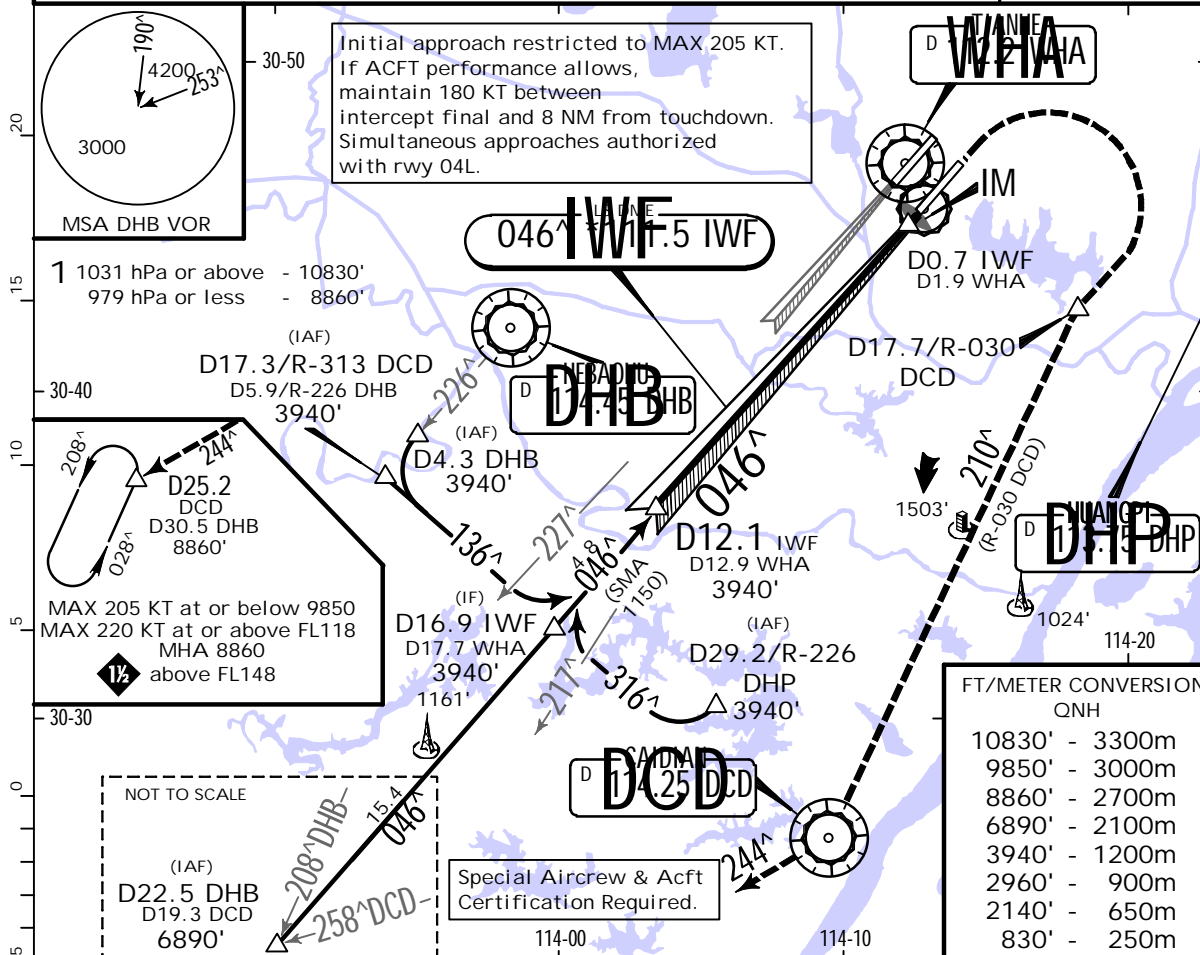 190^
4200
253^
3000
MSA DHB VOR
30-50
Initial approach restricted to MAX 205 KT.
If ACFT performance allows,
maintain 180 KT between
intercept final and 8 NM from touchdown.
Simultaneous approaches authorized
with rwy 04L.
D
WHA
IM
046^
IWF
D0.7 IWF
D1.9 WHA
1 1031 hPa or above - 10830'
979 hPa or less - 8860'
(IAF)
D17.3/R-313 DCD
D5.9/R-226 DHB
3940'
226^
D
DHB
D17.7/R-030
DCD
30-40
(IAF)
D4.3 DHB
3940'
208^
244^
D25.2
DCD
D30.5 DHB
8860'
028^
MAX 205 KT at or below 9850
MAX 220 KT at or above FL118
MHA 8860
1½ above FL148
136^
227^
046^
4.8
046^
(SMA
1150)
D12.1 IWF
D12.9 WHA
3940'
210^
(R-030 DCD)
1503'
D
DHP
1024'
114-20
(IF)
D16.9 IWF
D17.7 WHA
3940'
1161'
217^
316^
(IAF)
D29.2/R-226
DHP
3940'
30-30
D
DCD
244^
NOT TO SCALE
15.4
046^
208^DHB
258^DCD
(IAF)
D22.5 DHB
D19.3 DCD
6890'
Special Aircrew & Acft
Certification Required.
FT/METER CONVERSION
QNH
10830' - 3300m
9850' - 3000m
8860' - 2700m
6890' - 2100m
3940' - 1200m
2960' - 900m
2140' - 650m
830' - 250m
114-00
114-10
20
15
10
5
0
5